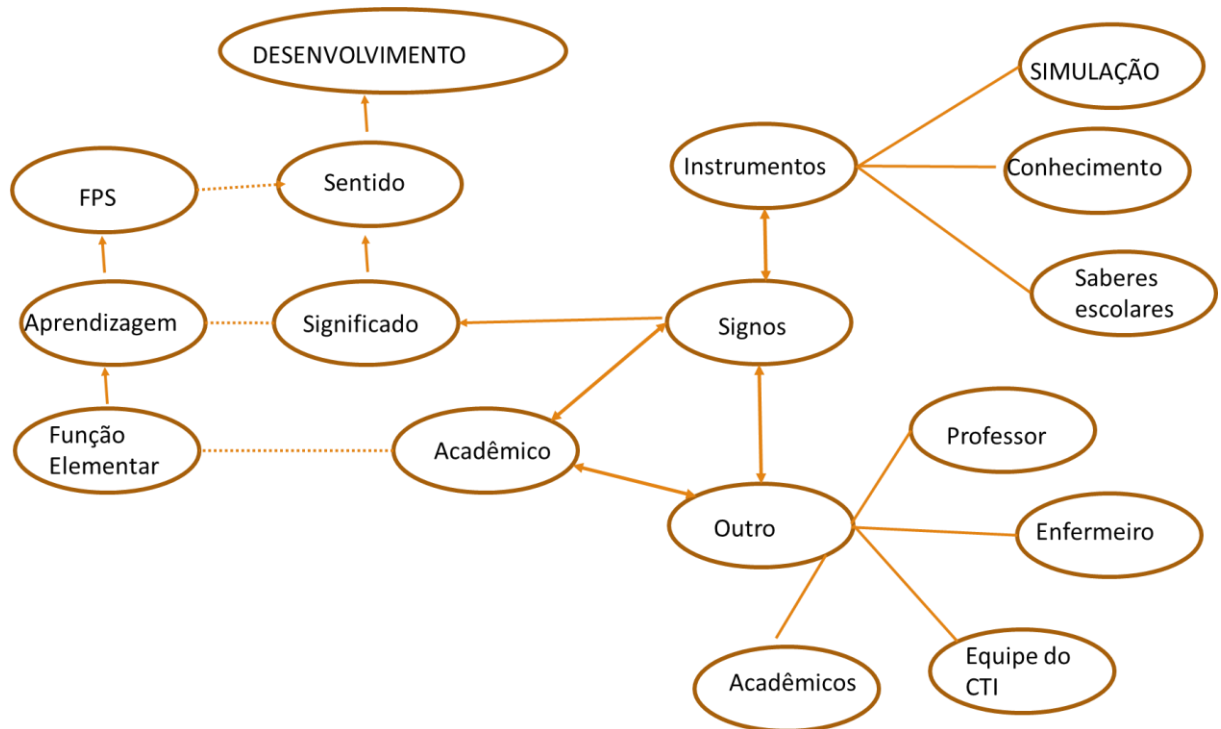 DESENVOLVIMENTO
SIMULAÇÃO
Instrumentos
Conhecimento
Sentido
FPS
Saberes
escolares
Aprendizagem
Significado
Signos
Função
Elementar
Acadêmico
Professor
Outro
Enfermeiro
Equipe do
CTI
Acadêmicos